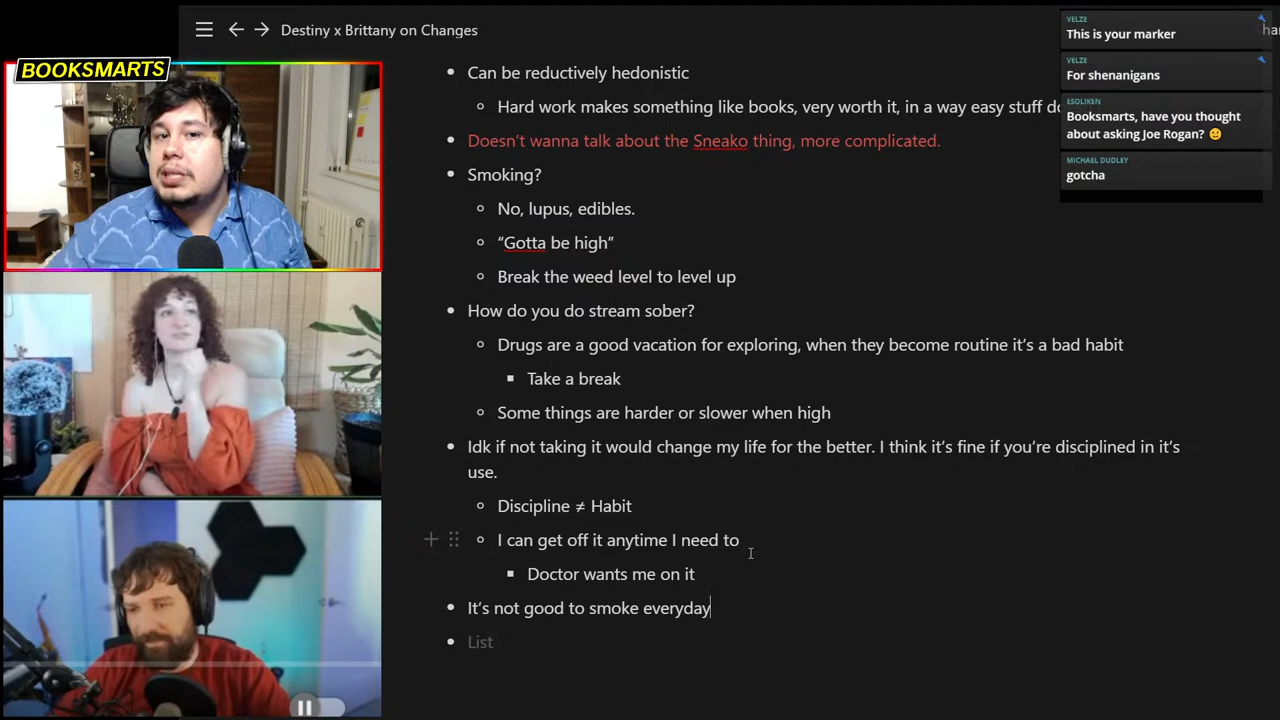 Destiny x Brittany on Changes
BOOKSMARTS
Can be reductively hedonistic
Hard work makes something like books, very worth it, in a way easy stuff do
Doesn't wanna talk about the Sneako thing, more complicated.
Smoking?
No, lupus, edibles.
“Gotta be high”
Break the weed level to level up
How do you do stream sober?
Drugs are a good vacation for exploring, when they become routine it's a bad habit
Take a break
Some things are harder or slower when high
Idk if not taking it would change my life for the better. I think it's fine if you're disciplined in it's
use.
Discipline ≠ Habit
I can get off it anytime I need to
Doctor wants me on it
It's not good to smoke everyday
List
VELZE
This is your marker
VELZE
For shenanigans
ESOLIKEN
Booksmarts, have you thought
about asking Joe Rogan? 🙂
MICHAEL DUDLEY
gotcha